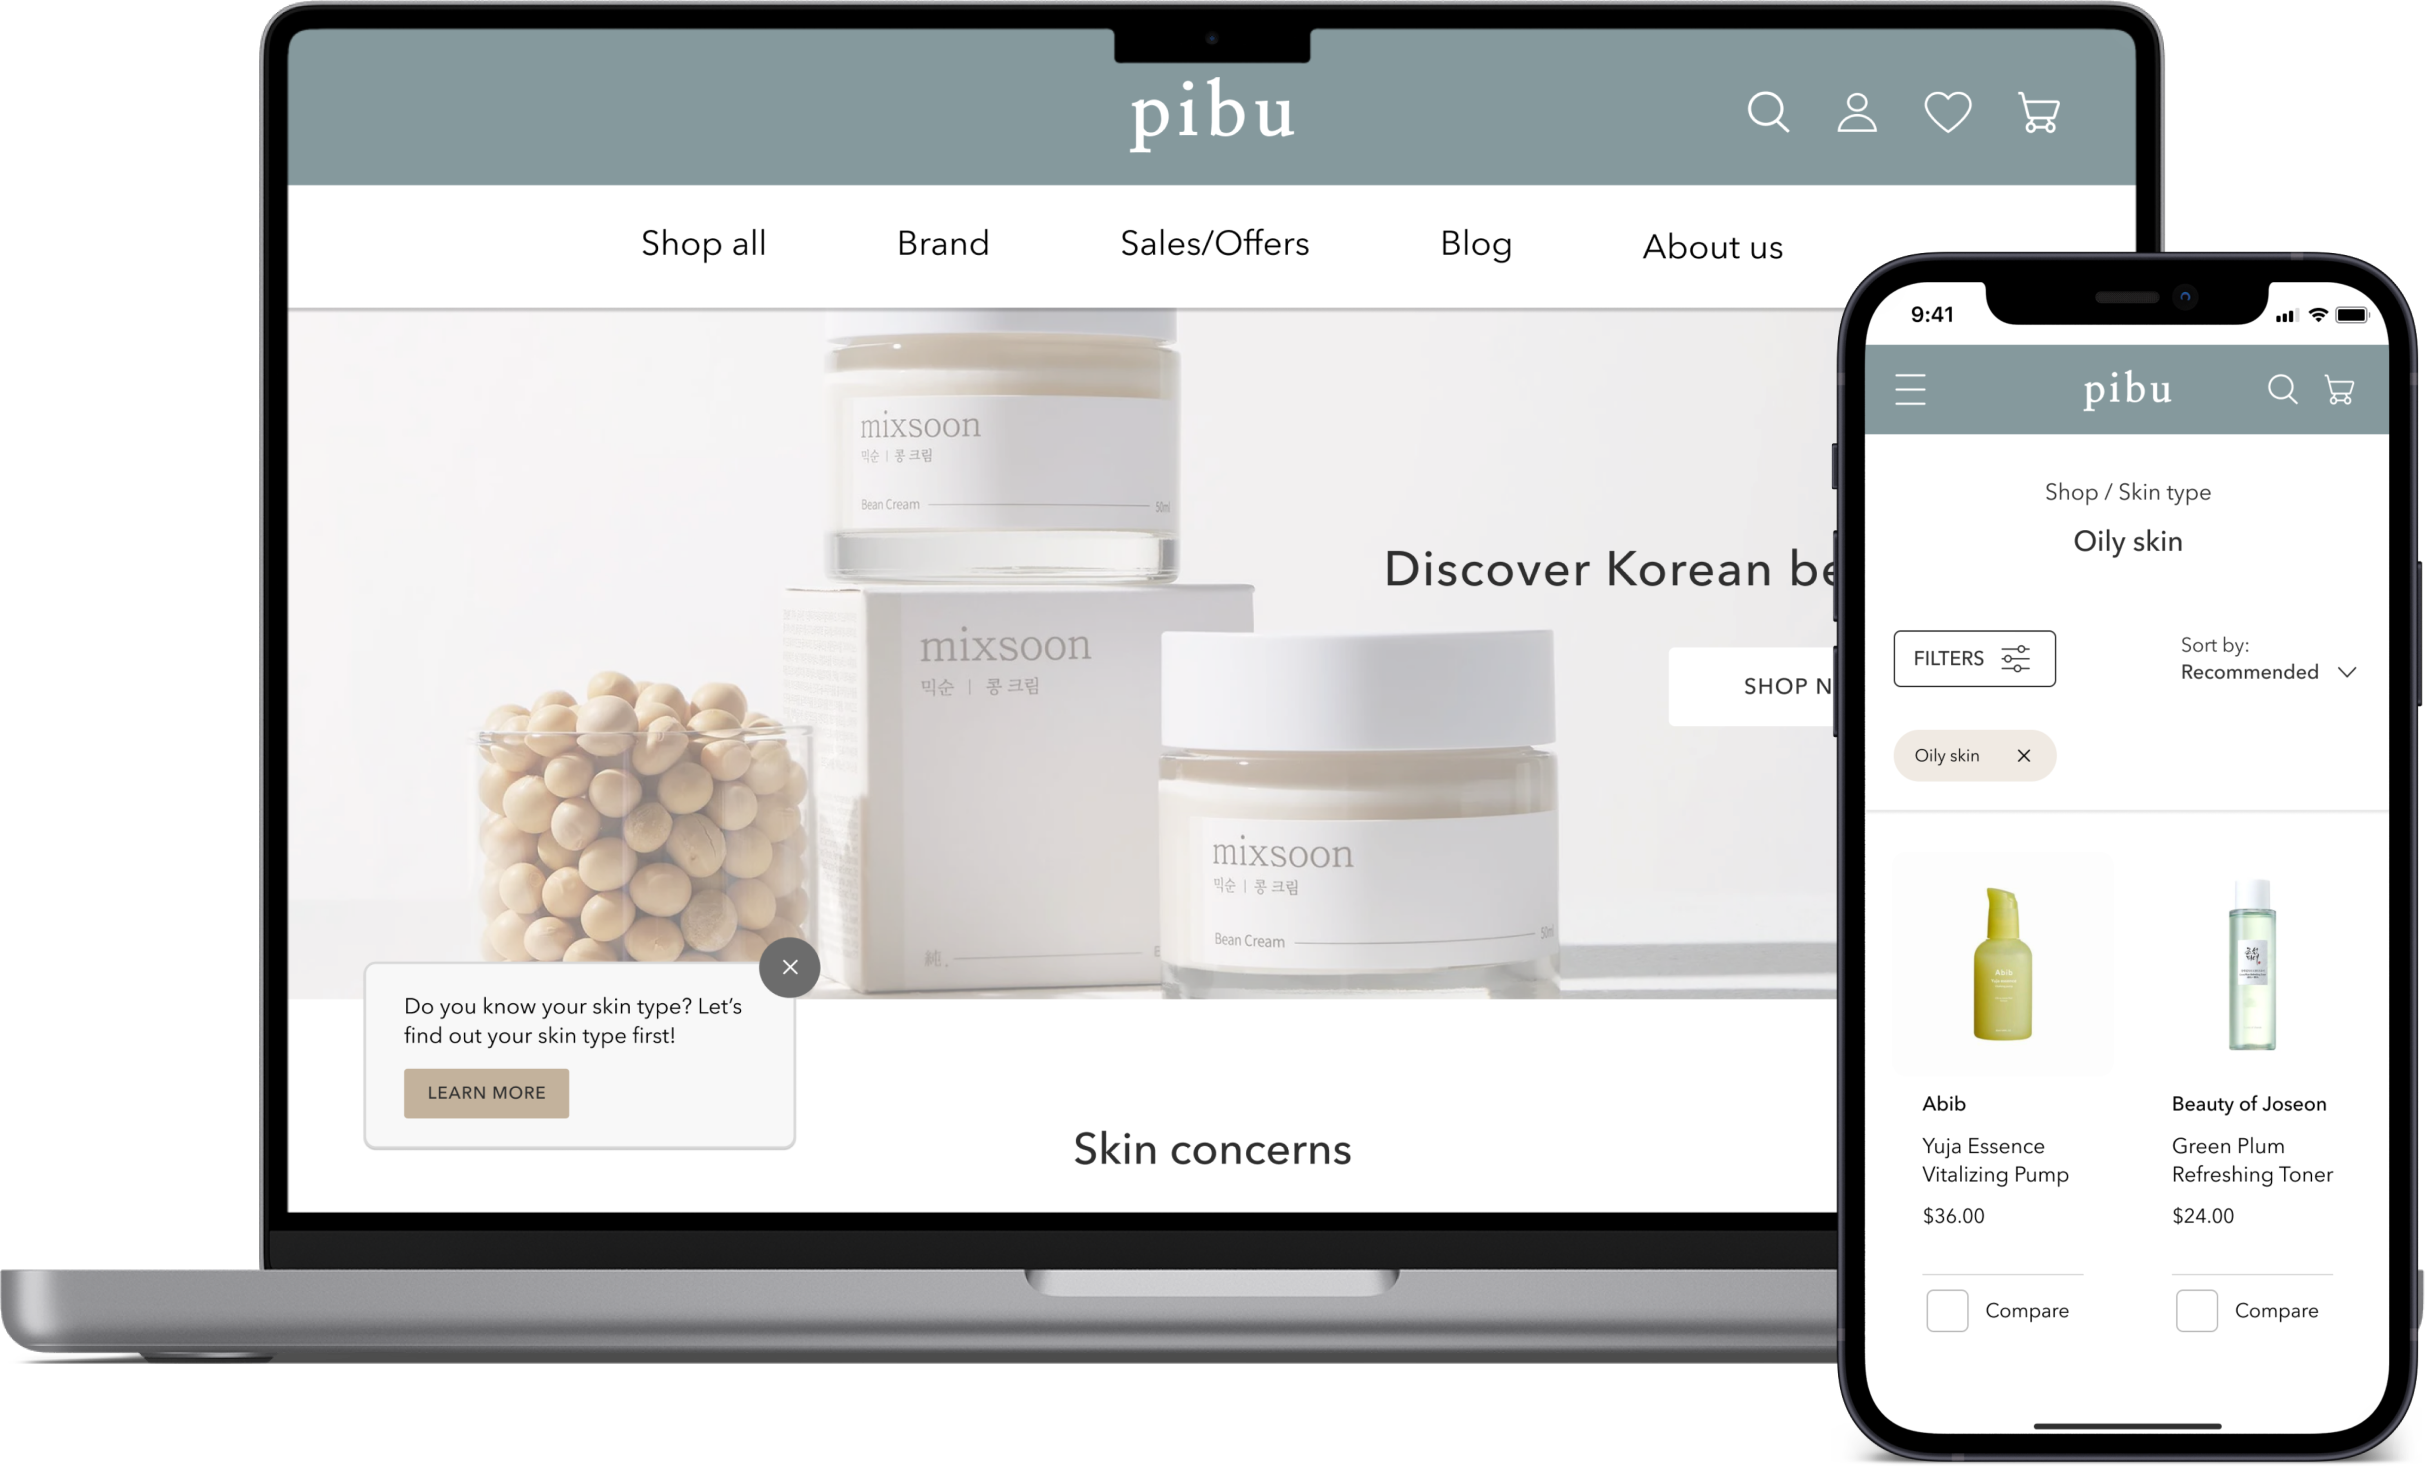 pibu
Shop all
Brand
Sales/Offers
Blog
About us
mixsoon
믹순 | 콩 크림
Bean Cream
50ml
Discover Korean be
SHOP N
mixsoon
믹순 | 콩 크림
純.
mixsoon
믹순 | 콩 크림
Bean Cream
50ml
Do you know your skin type? Let’s
find out your skin type first!
LEARN MORE
Skin concerns
9:41
pibu
Shop / Skin type
Oily skin
FILTERS
Sort by:
Recommended
Oily skin
Abib
Abib
Yuja Essence
Vitalizing Pump
$36.00
Compare
Beauty of Joseon
Green Plum
Refreshing Toner
$24.00
Compare